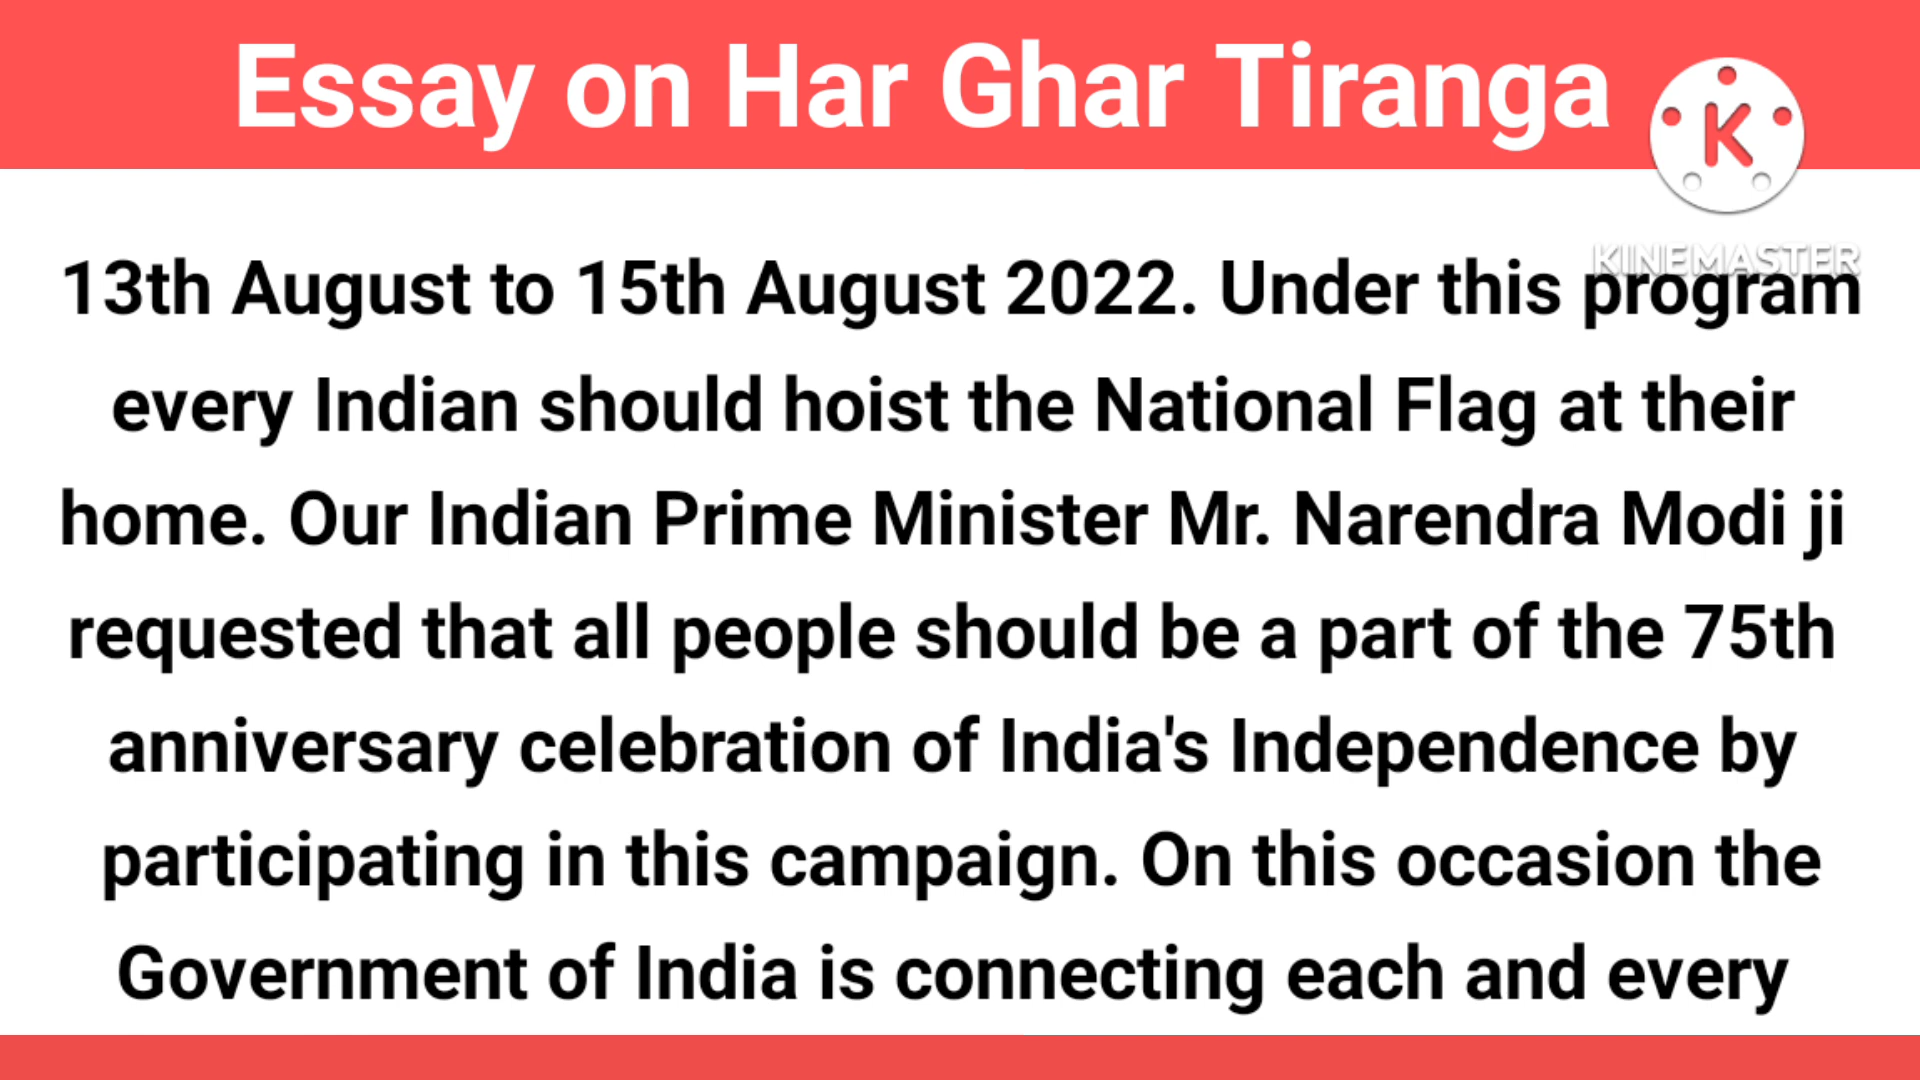 Essay on Har Ghar Tiranga
K
KINEMASTER
13th August to 15th August 2022. Under this program
every Indian should hoist the National Flag at their
home. Our Indian Prime Minister Mr. Narendra Modi ji
requested that all people should be a part of the 75th
anniversary celebration of India's Independence by
participating in this campaign. On this occasion the
Government of India is connecting each and every